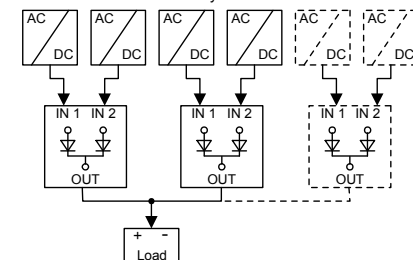 AC AC AC AC AC AC
DC DC DC DC DC DC
IN 1 IN 2 IN 1 IN 2 IN 1 IN 2
OUT OUT OUT
+ -
Load